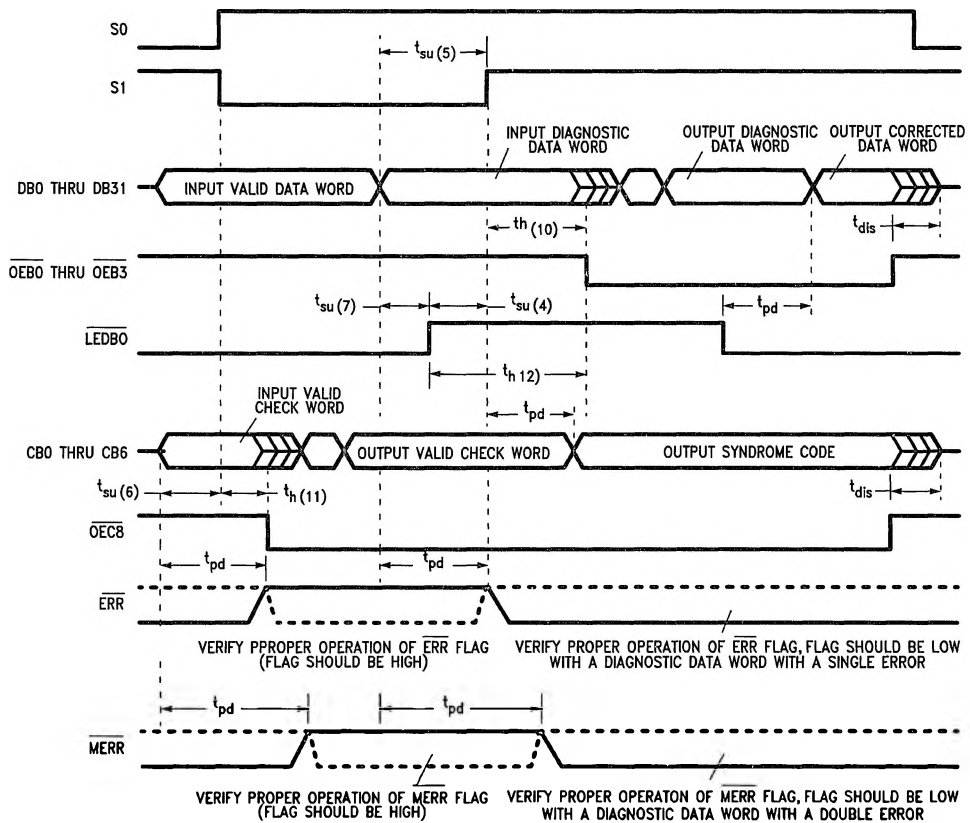 S0
t_su (5)
S1
INPUT DIAGNOSTIC DATA WORD
OUTPUT DIAGNOSTIC DATA WORD
OUTPUT CORRECTED DATA WORD
DB0 THRU DB31
INPUT VALID DATA WORD
th (10)
t_dis
OEB0 THRU OEB3
t_su (7)
t_su (4)
t_pd
LEDBO
t_h 12)
INPUT VALID CHECK WORD
t_pd
CB0 THRU CB6
OUTPUT VALID CHECK WORD
OUTPUT SYNDROME CODE
t_su (6)
t_h (11)
t_dis
OEC8
t_pd
t_pd
ERR
VERIFY PPROPER OPERATION OF ERR FLAG
(FLAG SHOULD BE HIGH)
VERIFY PROPER OPERATION OF ERR FLAG, FLAG SHOULD BE LOW
WITH A DIAGNOSTIC DATA WORD WITH A SINGLE ERROR
t_pd
t_pd
MERR
VERIFY PROPER OPERATION OF MERR FLAG
(FLAG SHOULD BE HIGH)
VERIFY PROPER OPERATON OF MERR FLAG, FLAG SHOULD BE LOW
WITH A DIAGNOSTIC DATA WORD WITH A DOUBLE ERROR